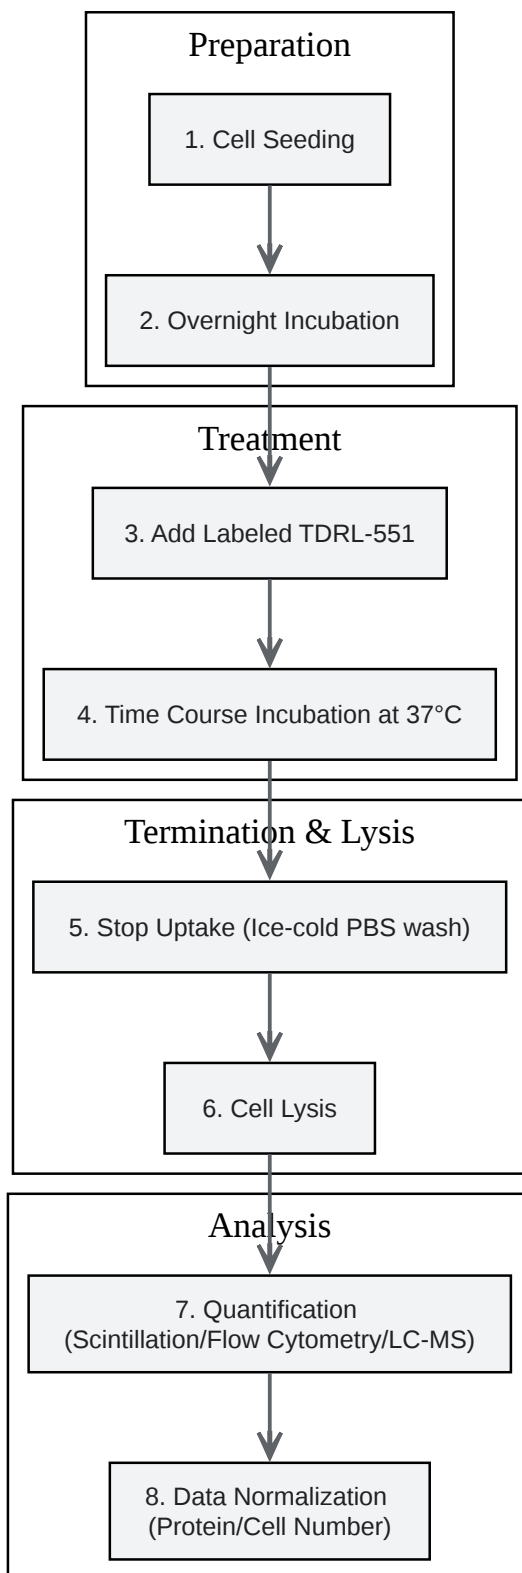 Preparation
1. Cell Seeding
2. Overnight Incubation
Treatment
3. Add Labeled TDRL-551
4. Time Course Incubation at 37°C
Termination & Lysis
5. Stop Uptake (Ice-cold PBS wash)
6. Cell Lysis
Analysis
7. Quantification
(Scintillation/Flow Cytometry/LC-MS)
8. Data Normalization
(Protein/Cell Number)